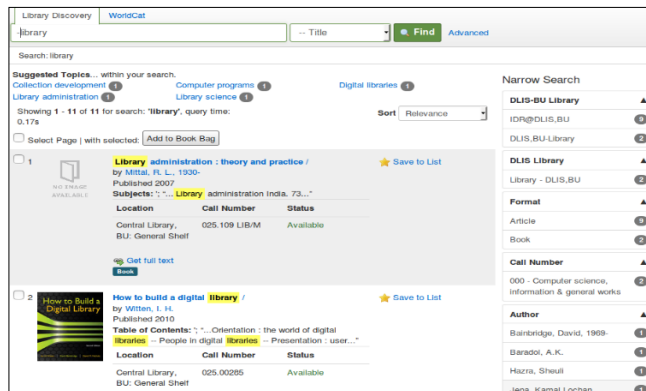 Library Discovery WorldCat
-library -- Title Find Advanced
Search: library
Suggested Topics... within your search.
Collection development 1 Computer programs 1 Digital libraries 1
Library administration 1 Library science 1
Showing 1 - 11 of 11 for search: 'library', query time:
0.17s
Sort Relevance
Select Page | with selected: Add to Book Bag
1
NO IMAGE
AVAILABLE
Library administration : theory and practice /
by Mittal, R. L., 1930-
Published 2007
Subjects: '; "... Library administration India. 73..."
Location Call Number Status
Central Library, 025.109 LIB/M Available
BU: General Shelf
Get full text
Book
Save to List
2
How to Build a
Digital Library
How to build a digital library /
by Witten, I. H.
Published 2010
Table of Contents: '; "...Orientation : the world of digital
libraries -- People in digital libraries -- Presentation : user..."
Location Call Number Status
Central Library, 025.00285 Available
BU: General Shelf
Save to List
Narrow Search
DLIS-BU Library
IDR@DLIS,BU 9
DLIS,BU-Library 2
DLIS Library
Library - DLIS,BU 2
Format
Article 9
Book 2
Call Number
000 - Computer science, 2
information & general works
Author
Bainbridge, David, 1969- 1
Baradol, A.K. 1
Hazra, Sheuli 1
Jena, Kamal Lochan 1